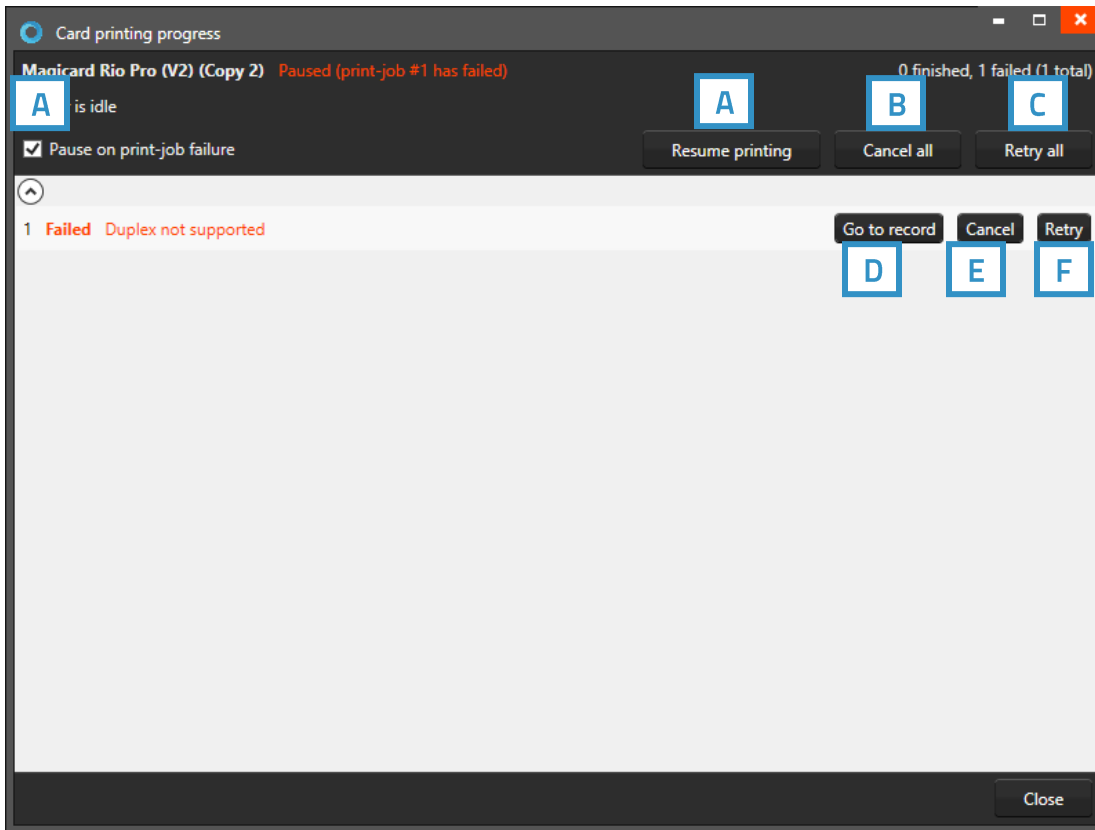 Card printing progress
Magicard Rio Pro (V2) (Copy 2) Paused (print-job #1 has failed) 0 finished, 1 failed (1 total)
A is idle A B C
Pause on print-job failure Resume printing Cancel all Retry all
1 Failed Duplex not supported Go to record Cancel Retry
D E F
Close